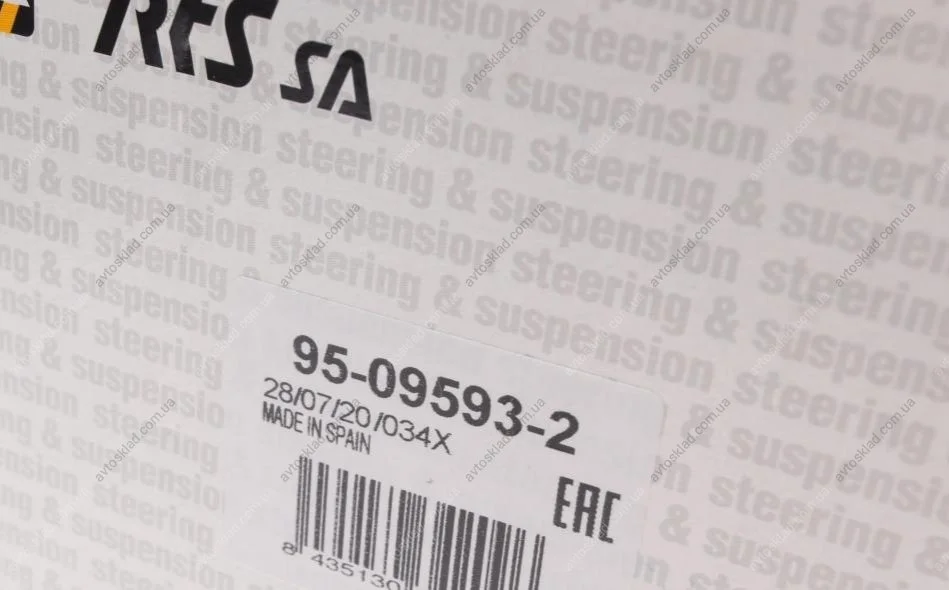 RTS SA
steering & suspension
95-09593-2
28/07/20/034X
MADE IN SPAIN
EAC
8 435130
avtosklad.com.ua